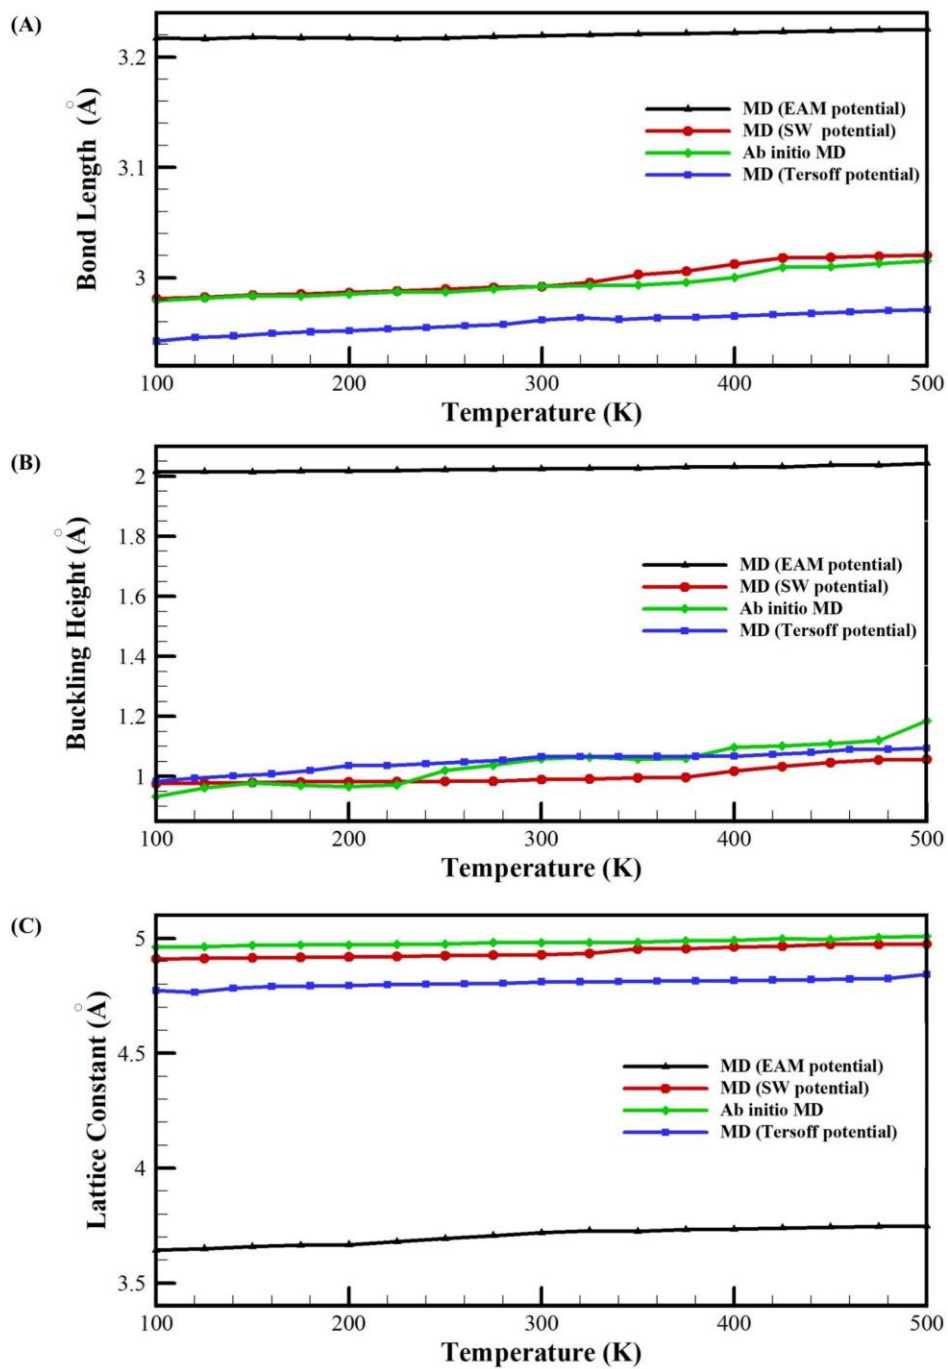 (A)
3.2
3.1
3
Bond Length (Å)
MD (EAM potential)
MD (SW potential)
Ab initio MD
MD (Tersoff potential)
100 200 300 400 500
Temperature (K)
(B)
2
1.8
1.6
1.4
1.2
1
Buckling Height (Å)
MD (EAM potential)
MD (SW potential)
Ab initio MD
MD (Tersoff potential)
100 200 300 400 500
Temperature (K)
(C)
5
4.5
4
3.5
Lattice Constant (Å)
MD (EAM potential)
MD (SW potential)
Ab initio MD
MD (Tersoff potential)
100 200 300 400 500
Temperature (K)